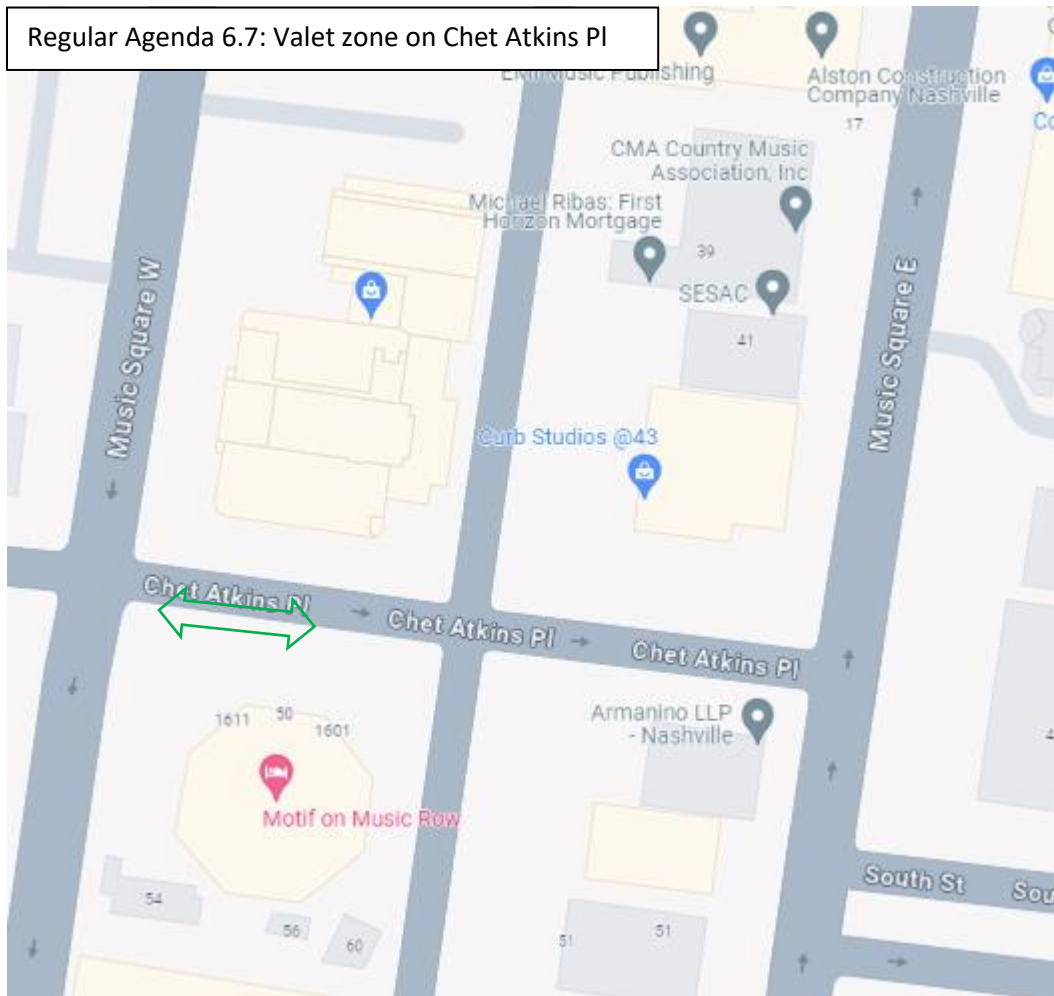 Regular Agenda 6.7: Valet zone on Chet Atkins Pl
EMI Music Publishing
Alston Construction
Company Nashville
17
CMA Country Music
Association, Inc
Michael Ribas: First
Horizon Mortgage
39
SESAC
41
Music Square W
Music Square E
Curb Studios @43
Chet Atkins Pl
Chet Atkins Pl
Chet Atkins Pl
Armanino LLP
- Nashville
1611
50
1601
Motif on Music Row
54
56
60
51
51
South St